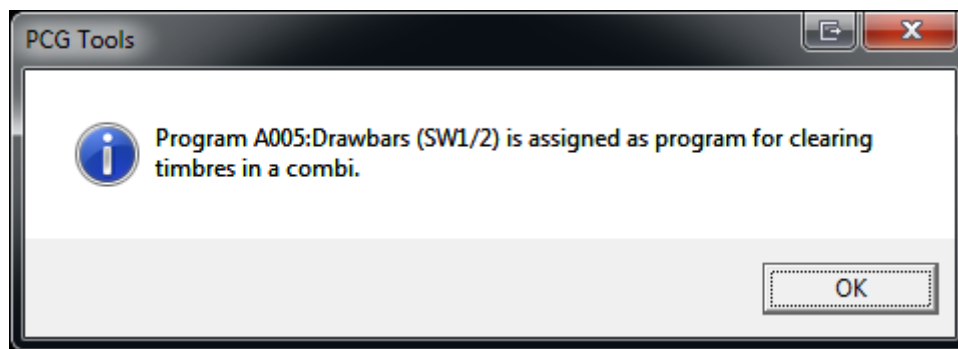 PCG Tools
Program A005:Drawbars (SW1/2) is assigned as program for clearing
timbres in a combi.
OK